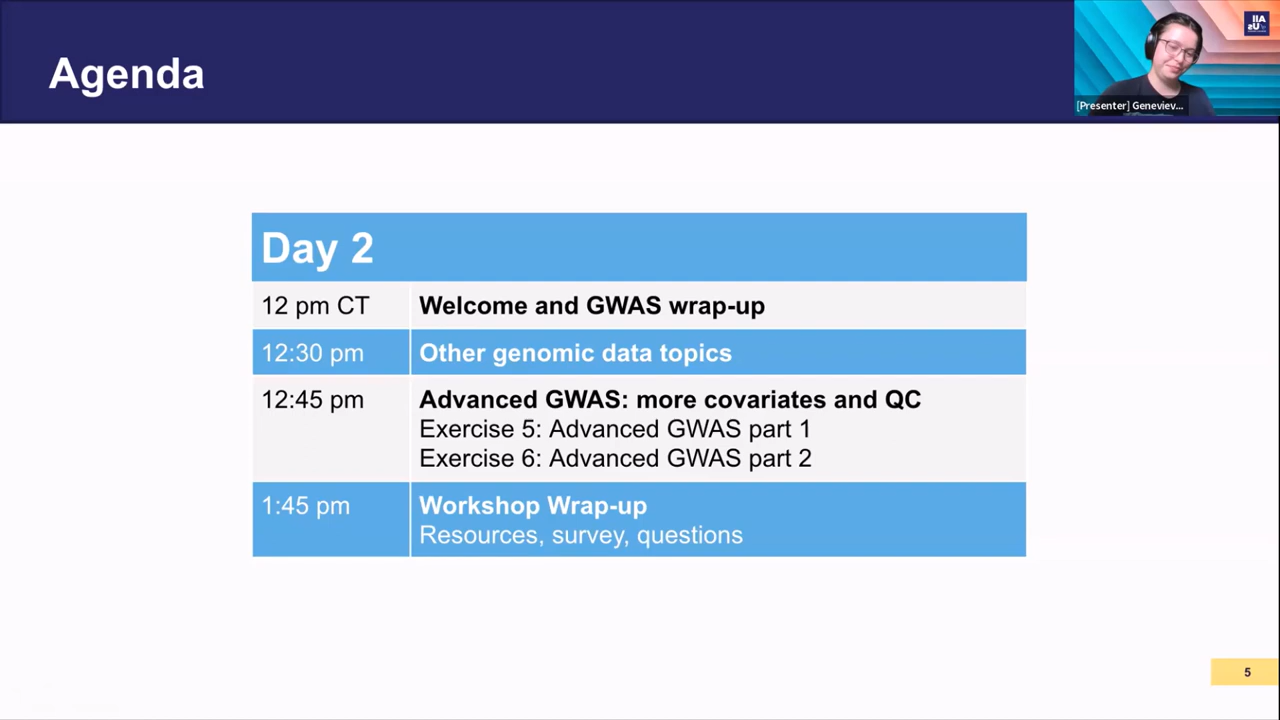 Agenda
[Presenter] Geneviev...
Day 2
12 pm CT Welcome and GWAS wrap-up
12:30 pm Other genomic data topics
12:45 pm Advanced GWAS: more covariates and QC
Exercise 5: Advanced GWAS part 1
Exercise 6: Advanced GWAS part 2
1:45 pm Workshop Wrap-up
Resources, survey, questions
5